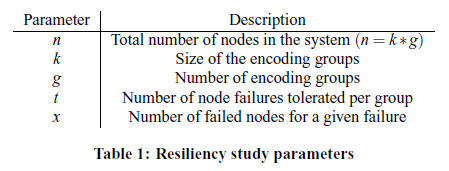 Parameter Description
n Total number of nodes in the system (n = k∗g)
k Size of the encoding groups
g Number of encoding groups
t Number of node failures tolerated per group
x Number of failed nodes for a given failure
Table 1: Resiliency study parameters